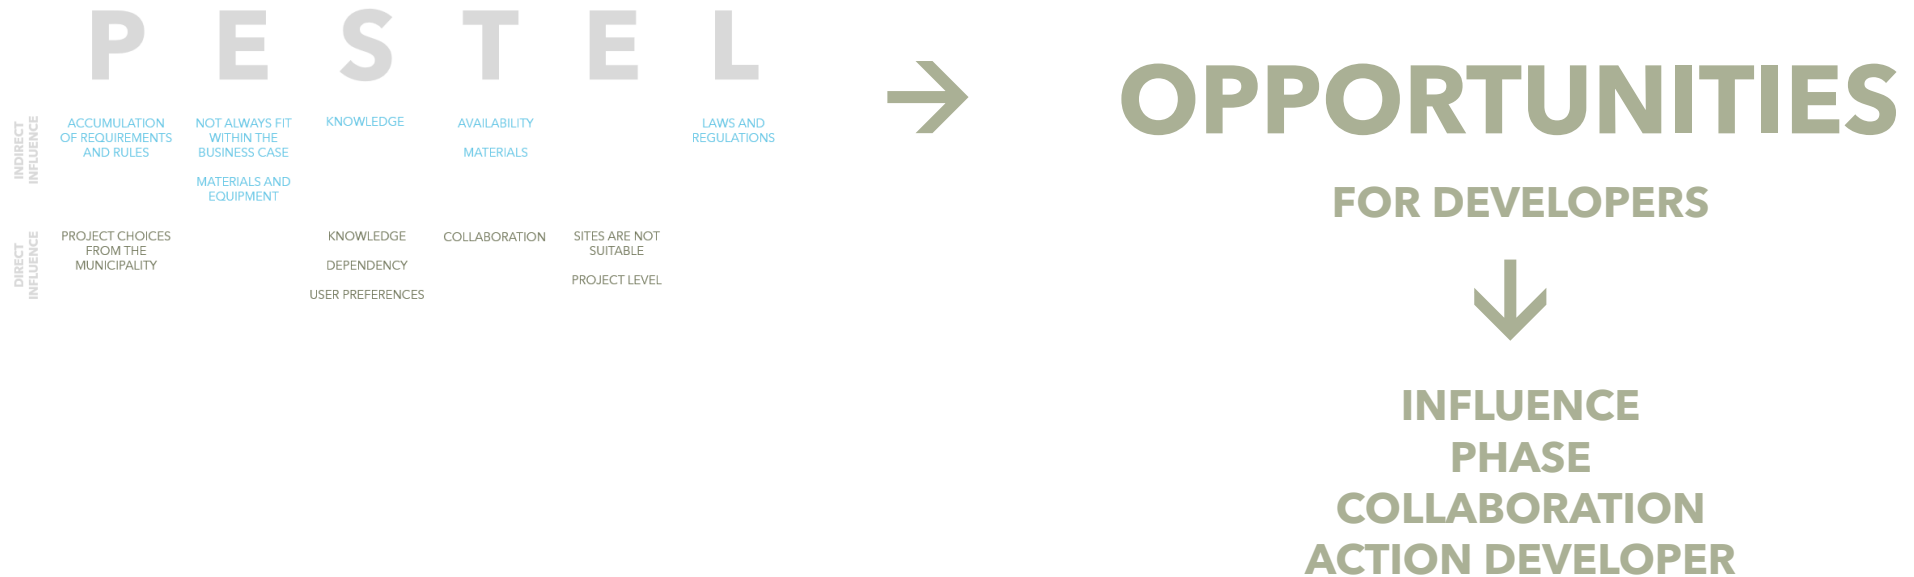 P E S T E L
INDIRECT
INFLUENCE
ACCUMULATION
OF REQUIREMENTS
AND RULES
NOT ALWAYS FIT
WITHIN THE
BUSINESS CASE
MATERIALS AND
EQUIPMENT
KNOWLEDGE
AVAILABILITY
MATERIALS
LAWS AND
REGULATIONS
DIRECT
INFLUENCE
PROJECT CHOICES
FROM THE
MUNICIPALITY
KNOWLEDGE
DEPENDENCY
USER PREFERENCES
COLLABORATION
SITES ARE NOT
SUITABLE
PROJECT LEVEL
OPPORTUNITIES
FOR DEVELOPERS
INFLUENCE
PHASE
COLLABORATION
ACTION DEVELOPER